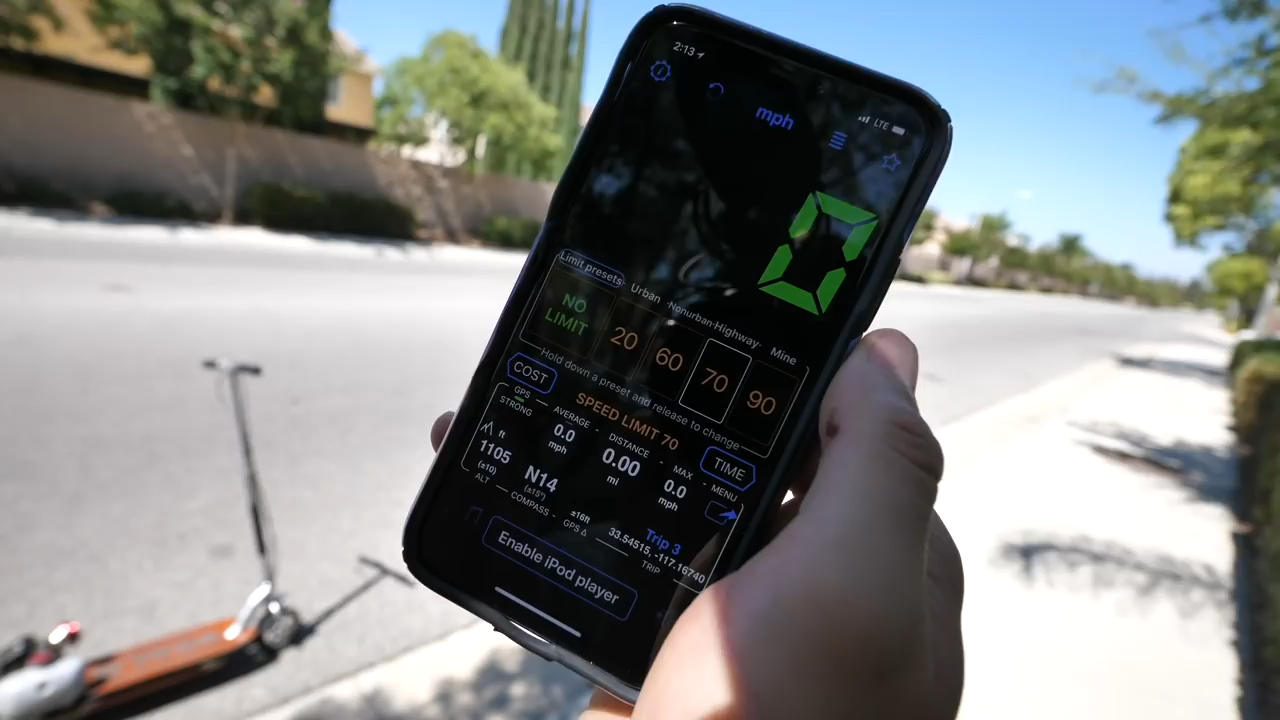 2:13
LTE
mph
0
Limit presets
Urban
Nonurban
Highway
Mine
NO LIMIT
20
60
70
90
Hold down a preset and release to change
COST
SPEED LIMIT 70
TIME
GPS
STRONG
AVERAGE
0.0
mph
DISTANCE
0.00
mi
MAX
0.0
mph
MENU
ft
1105
(±10)
ALT
N14
(±15°)
COMPASS
±16ft
GPS Δ
33.54515, -117.16740
Trip 3
TRIP
Enable iPod player